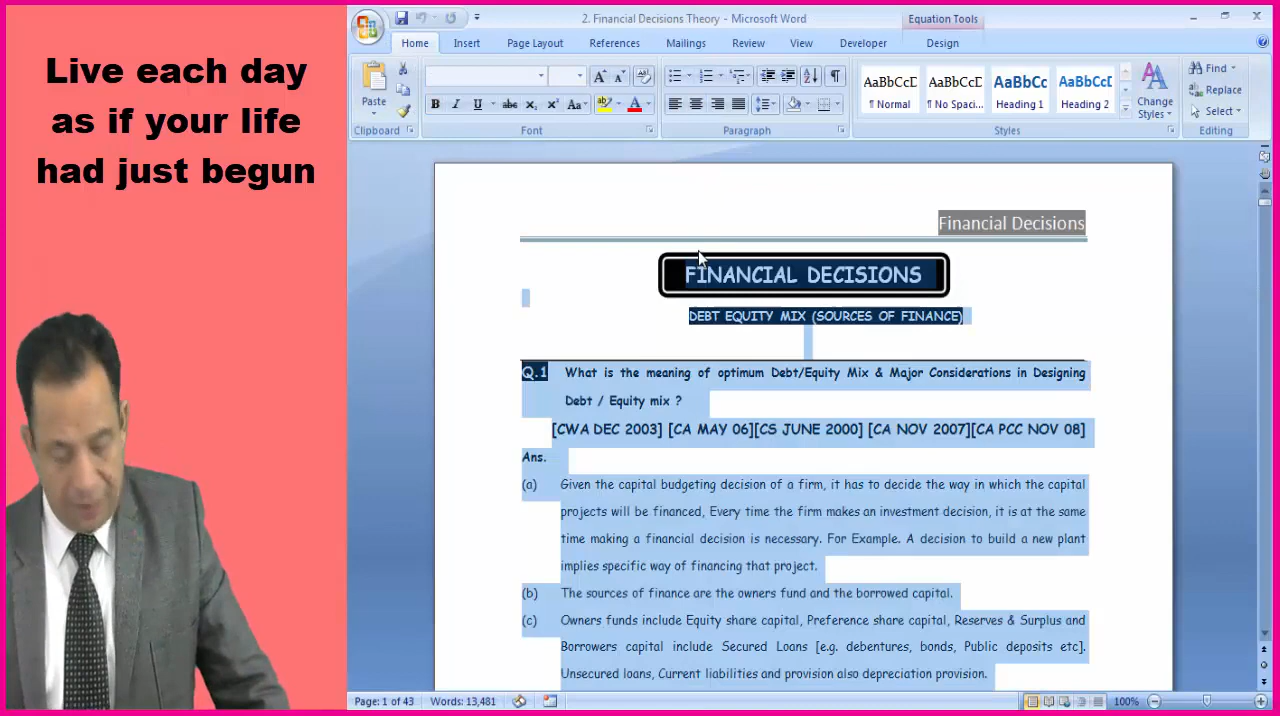 Live each day
as if your life
had just begun
2. Financial Decisions Theory - Microsoft Word
Equation Tools
Home Insert Page Layout References Mailings Review View Developer Design
Paste
Clipboard
B I U abc x₂ x² Aa
Font
Paragraph
AaBbCcD AaBbCcD AaBbCc AaBbCc
¶ Normal ¶ No Spaci... Heading 1 Heading 2
Change
Styles
Styles
Find
Replace
Select
Editing
Financial Decisions
FINANCIAL DECISIONS
DEBT EQUITY MIX (SOURCES OF FINANCE)
Q.1 What is the meaning of optimum Debt/Equity Mix & Major Considerations in Designing
Debt / Equity mix ?
[CWA DEC 2003] [CA MAY 06][CS JUNE 2000] [CA NOV 2007][CA PCC NOV 08]
Ans.
(a) Given the capital budgeting decision of a firm, it has to decide the way in which the capital
projects will be financed, Every time the firm makes an investment decision, it is at the same
time making a financial decision is necessary. For Example. A decision to build a new plant
implies specific way of financing that project.
(b) The sources of finance are the owners fund and the borrowed capital.
(c) Owners funds include Equity share capital, Preference share capital, Reserves & Surplus and
Borrowers capital include Secured Loans [e.g. debentures, bonds, Public deposits etc].
Unsecured loans, Current liabilities and provision also depreciation provision.
Page: 1 of 43 Words: 13,481 100%